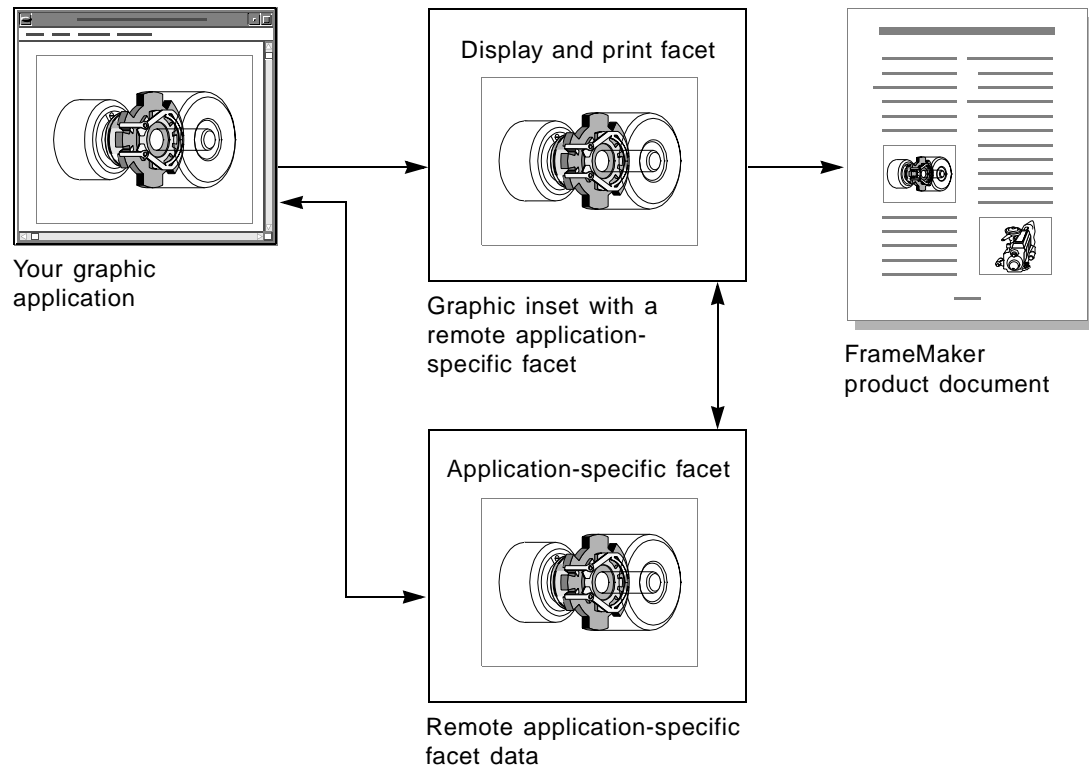 Display and print facet
Your graphic
application
Graphic inset with a
remote application-
specific facet
FrameMaker
product document
Application-specific facet
Remote application-specific
facet data